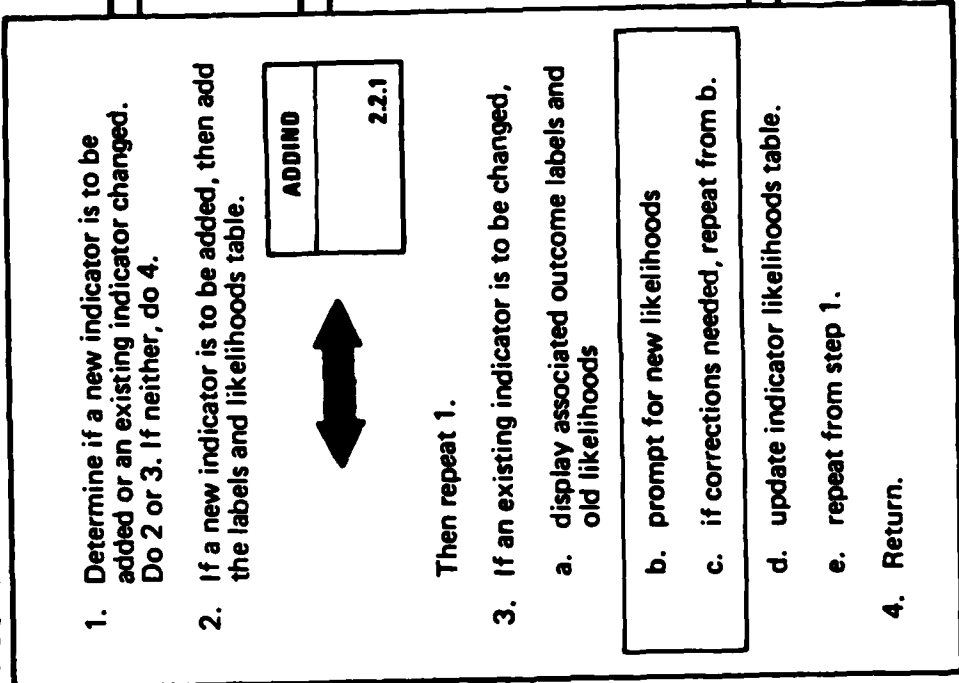 1. Determine if a new indicator is to be
added or an existing indicator changed.
Do 2 or 3. If neither, do 4.
2. If a new indicator is to be added, then add
the labels and likelihoods table.
ADDIND
2.2.1
Then repeat 1.
3. If an existing indicator is to be changed,
a. display associated outcome labels and
old likelihoods
b. prompt for new likelihoods
c. if corrections needed, repeat from b.
d. update indicator likelihoods table.
e. repeat from step 1.
4. Return.